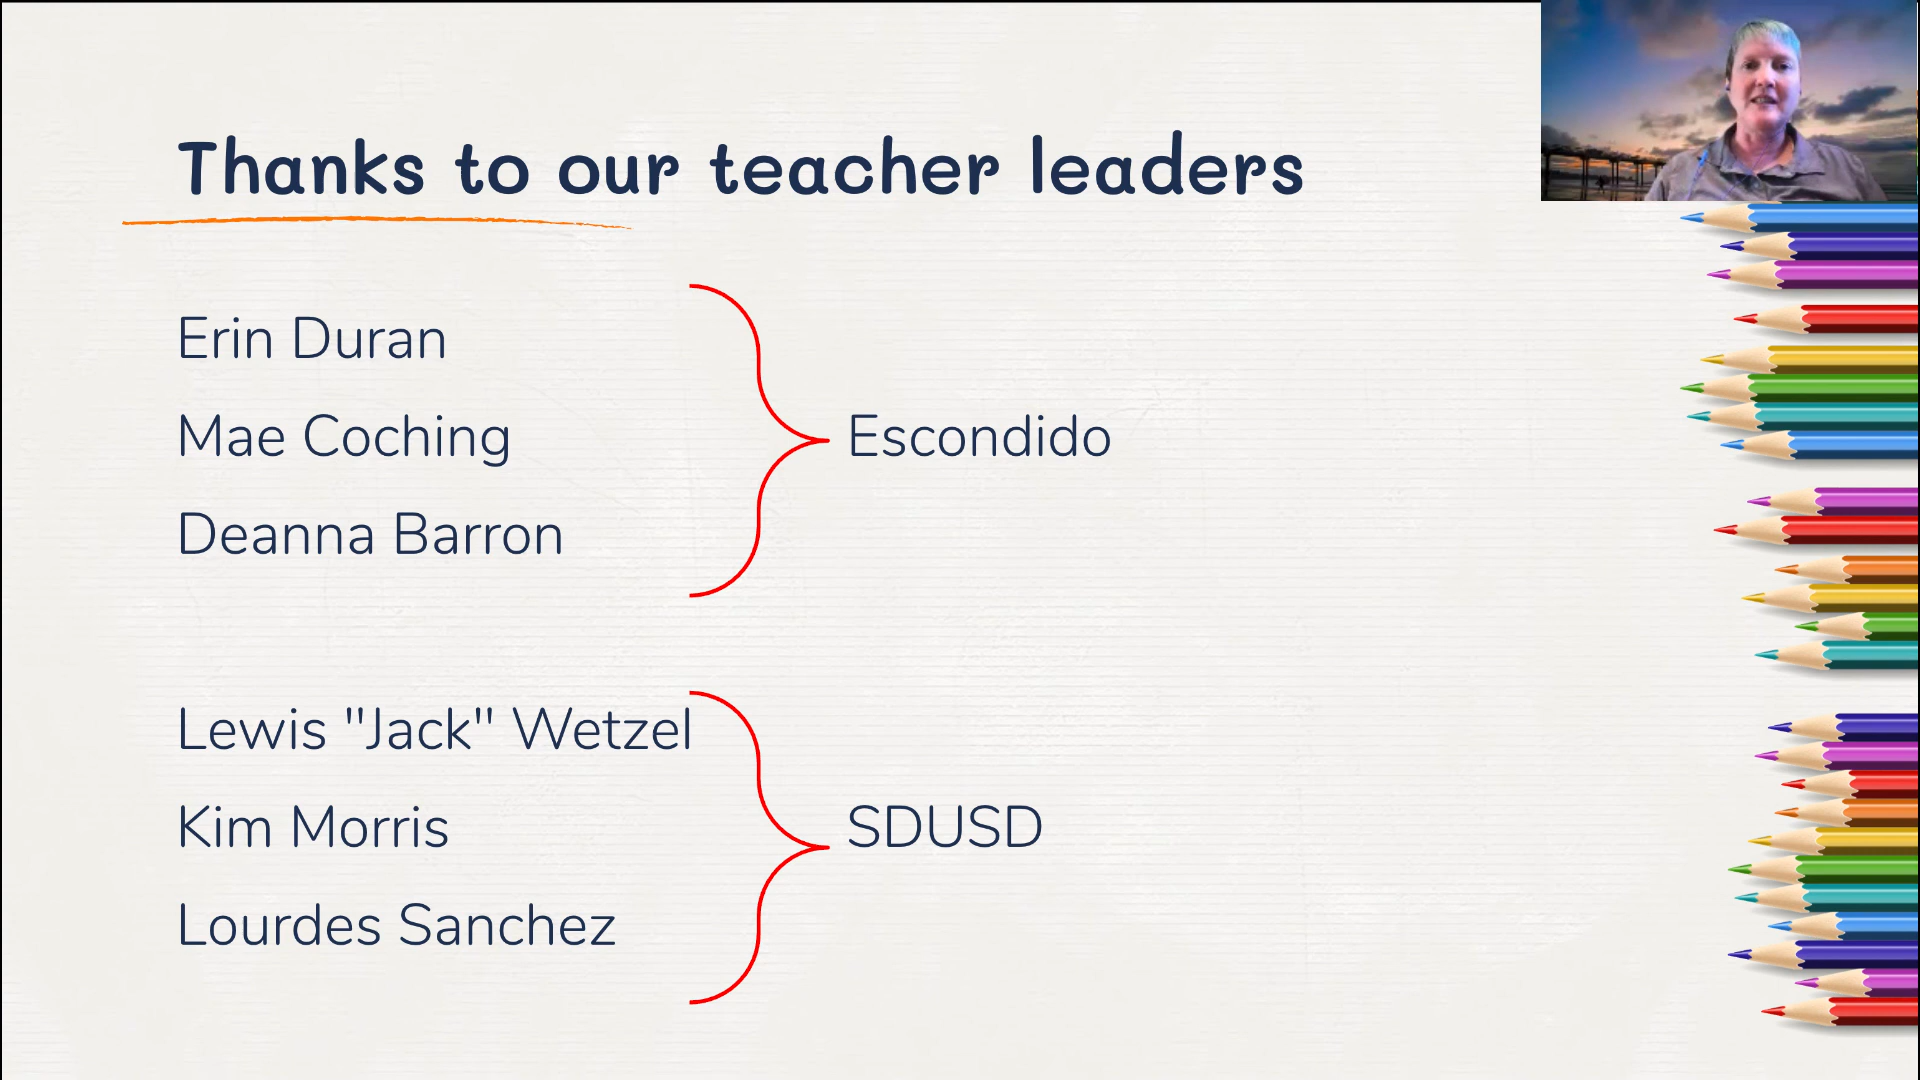 Thanks to our teacher leaders
Erin Duran
Mae Coching
Escondido
Deanna Barron
Lewis "Jack" Wetzel
Kim Morris
SDUSD
Lourdes Sanchez